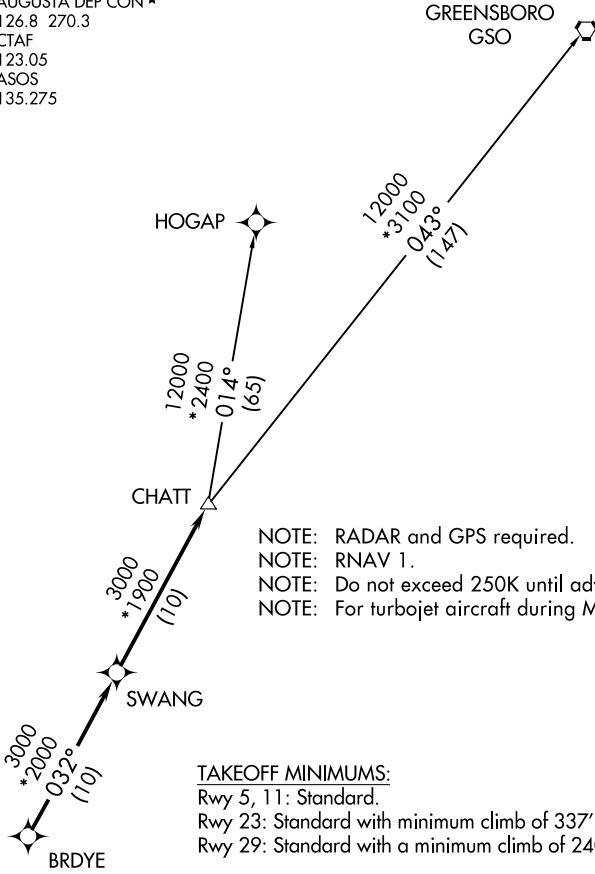 AUGUSTA DEP CON *
126.8 270.3
CTAF
123.05
ASOS
135.275
GREENSBORO
GSO
12000
*3100
043°
(147)
HOGAP
12000
*2400
014°
(65)
CHATT
NOTE: RADAR and GPS required.
NOTE: RNAV 1.
NOTE: Do not exceed 250K until
NOTE: For turbojet aircraft during
3000
*1900
(10)
SWANG
3000
*2000
032°
(10)
BRDYE
TAKEOFF MINIMUMS:
Rwy 5, 11: Standard.
Rwy 23: Standard with minimum climb of 337'
Rwy 29: Standard with a minimum climb of